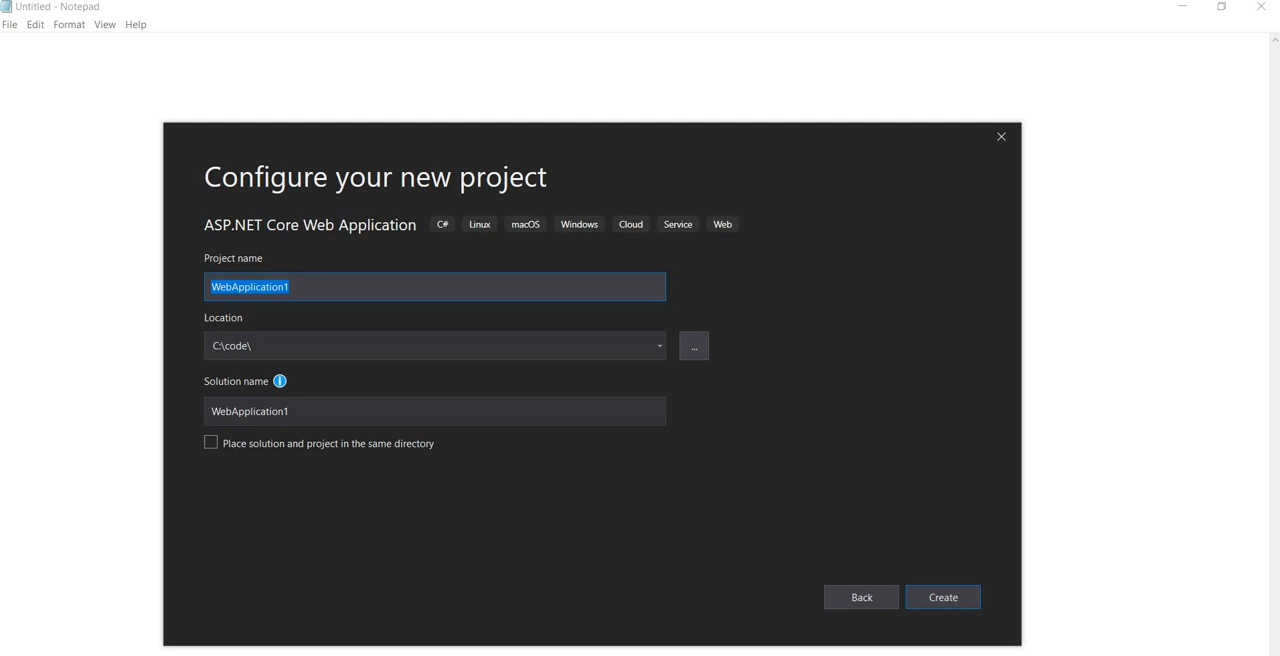 Untitled - Notepad
File Edit Format View Help
Configure your new project
ASP.NET Core Web Application C# Linux macOS Windows Cloud Service Web
Project name
WebApplication1
Location
C:\code\
...
Solution name i
WebApplication1
Place solution and project in the same directory
Back Create